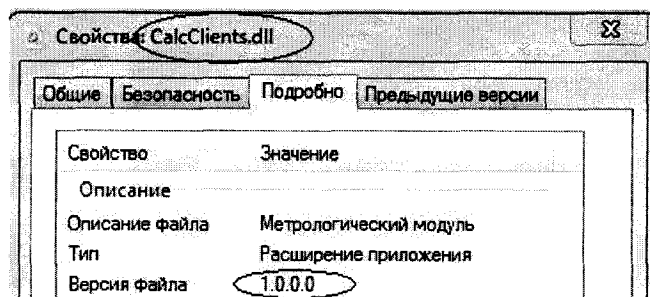 Свойства: CalcClients.dll
Общие Безопасность Подробно Предыдущие версии
Свойство Значение
Описание
Описание файла Метрологический модуль
Тип Расширение приложения
Версия файла 1.0.0.0